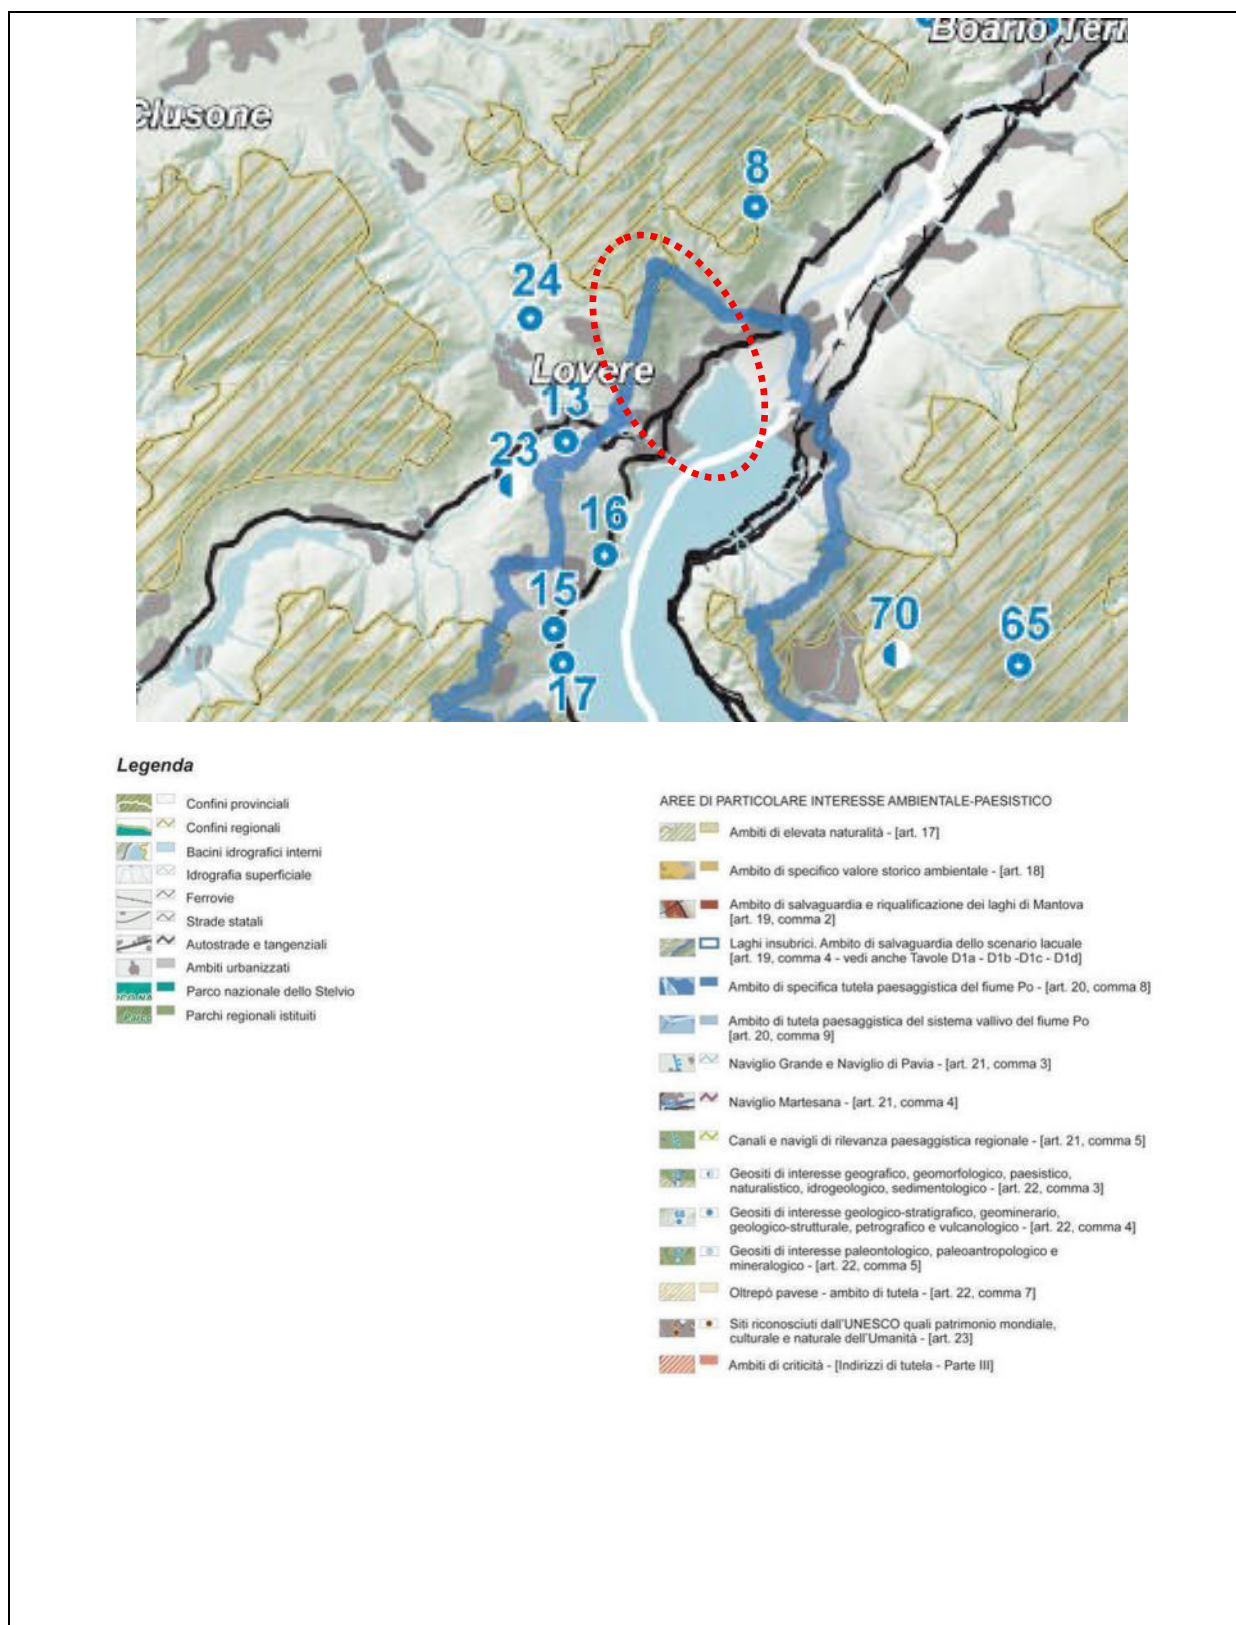 Boario Term
Clusone
8
24
Lovere
13
23
16
15
17
70
65
Legenda
Confini provinciali
Confini regionali
Bacini idrografici interni
Idrografia superficiale
Ferrovie
Strade statali
Autostrade e tangenziali
Ambiti urbanizzati
Parco nazionale dello Stelvio
Parchi regionali istituiti
AREE DI PARTICOLARE INTERESSE AMBIENTALE-PAESISTICO
Ambiti di elevata naturalità - [art. 17]
Ambito di specifico valore storico ambientale - [art. 18]
Ambito di salvaguardia e riqualificazione dei laghi di Mantova
[art. 19, comma 2]
Laghi insubrici. Ambito di salvaguardia dello scenario lacuale
[art. 19, comma 4 - vedi anche Tavole D1a - D1b -D1c - D1d]
Ambito di specifica tutela paesaggistica del fiume Po - [art. 20, comma 8]
Ambito di tutela paesaggistica del sistema vallivo del fiume Po
[art. 20, comma 9]
Naviglio Grande e Naviglio di Pavia - [art. 21, comma 3]
Naviglio Martesana - [art. 21, comma 4]
Canali e navigli di rilevanza paesaggistica regionale - [art. 21, comma 5]
Geositi di interesse geografico, geomorfologico, paesistico,
naturalistico, idrogeologico, sedimentologico - [art. 22, comma 3]
Geositi di interesse geologico-stratigrafico, geominerario,
geologico-strutturale, petrografico e vulcanologico - [art. 22, comma 4]
Geositi di interesse paleontologico, paleoantropologico e
mineralogico - [art. 22, comma 5]
Oltrepò pavese - ambito di tutela - [art. 22, comma 7]
Siti riconosciuti dall'UNESCO quali patrimonio mondiale,
culturale e naturale dell'Umanità - [art. 23]
Ambiti di criticità - [Indirizzi di tutela - Parte III]